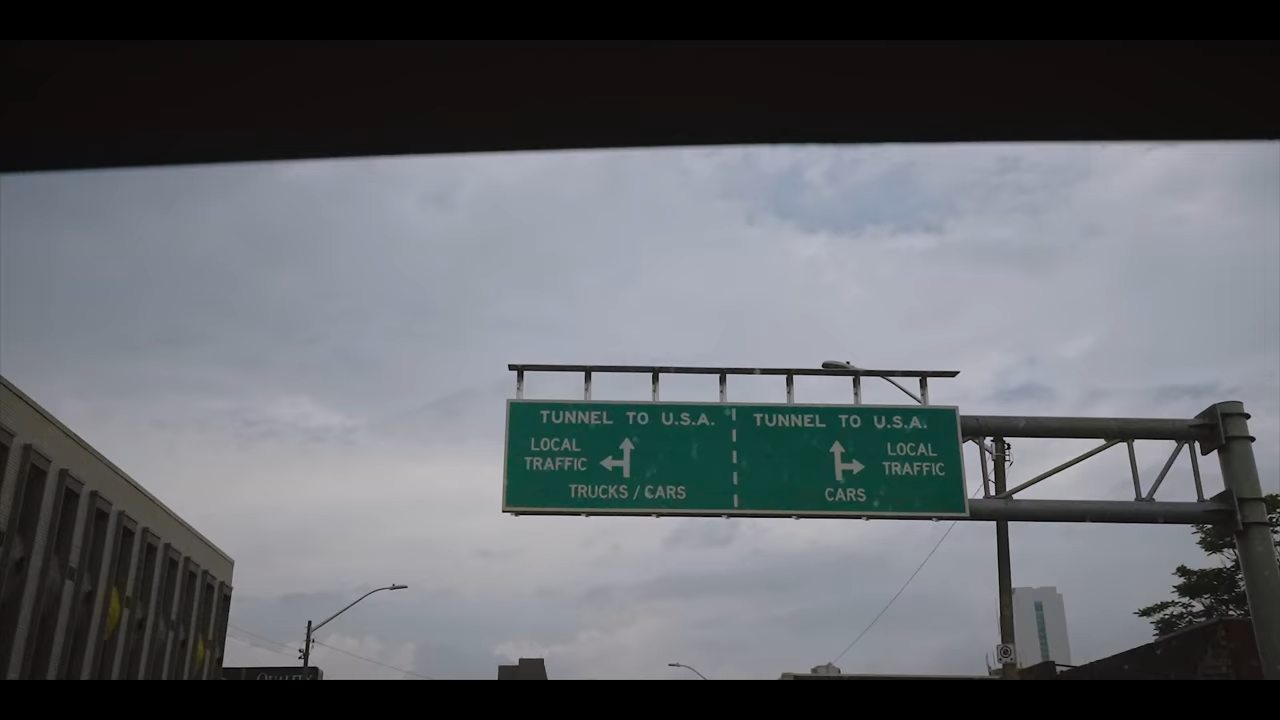 TUNNEL TO U.S.A.
LOCAL
TRAFFIC
TRUCKS / CARS
TUNNEL TO U.S.A.
LOCAL
TRAFFIC
CARS